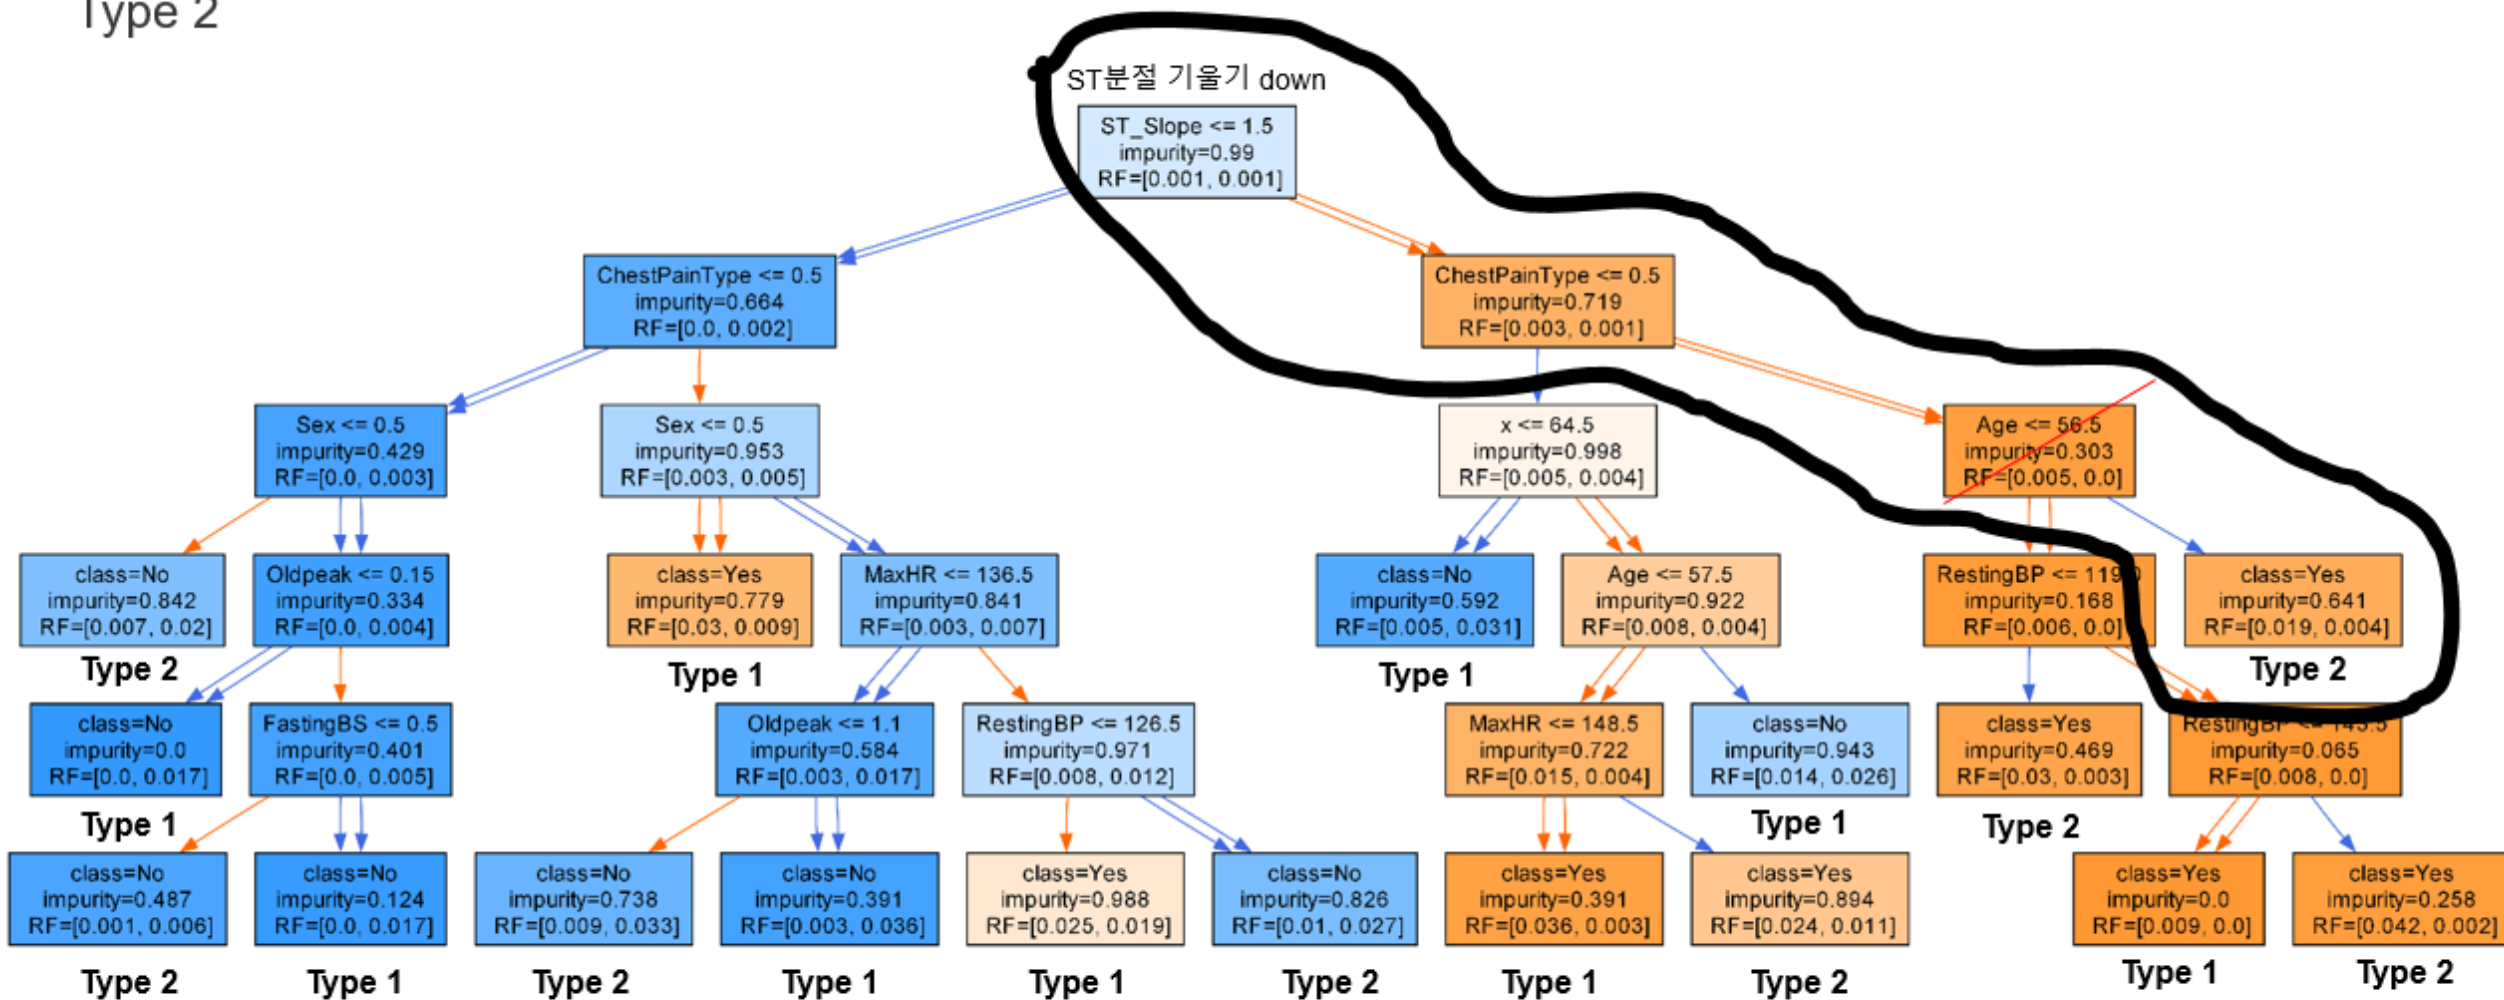 Type 2
ST분절 기울기 down
ST_Slope <= 1.5
impurity=0.99
RF=[0.001, 0.001]
ChestPainType <= 0.5
impurity=0.664
RF=[0.0, 0.002]
ChestPainType <= 0.5
impurity=0.719
RF=[0.003, 0.001]
Sex <= 0.5
impurity=0.429
RF=[0.0, 0.003]
Sex <= 0.5
impurity=0.953
RF=[0.003, 0.005]
x <= 64.5
impurity=0.998
RF=[0.005, 0.004]
Age <= 56.5
impurity=0.303
RF=[0.005, 0.0]
class=No
impurity=0.842
RF=[0.007, 0.02]
Type 2
Oldpeak <= 0.15
impurity=0.334
RF=[0.0, 0.004]
class=Yes
impurity=0.779
RF=[0.03, 0.009]
Type 1
MaxHR <= 136.5
impurity=0.841
RF=[0.003, 0.007]
class=No
impurity=0.592
RF=[0.005, 0.031]
Type 1
Age <= 57.5
impurity=0.922
RF=[0.008, 0.004]
RestingBP <= 119.0
impurity=0.168
RF=[0.006, 0.0]
class=Yes
impurity=0.641
RF=[0.019, 0.004]
Type 2
class=No
impurity=0.0
RF=[0.0, 0.017]
Type 1
FastingBS <= 0.5
impurity=0.401
RF=[0.0, 0.005]
Oldpeak <= 1.1
impurity=0.584
RF=[0.003, 0.017]
RestingBP <= 126.5
impurity=0.971
RF=[0.008, 0.012]
MaxHR <= 148.5
impurity=0.722
RF=[0.015, 0.004]
class=No
impurity=0.943
RF=[0.014, 0.026]
Type 1
class=Yes
impurity=0.469
RF=[0.03, 0.003]
Type 2
RestingBP <= 143.5
impurity=0.065
RF=[0.008, 0.0]
class=No
impurity=0.487
RF=[0.001, 0.006]
Type 2
class=No
impurity=0.124
RF=[0.0, 0.017]
Type 1
class=No
impurity=0.738
RF=[0.009, 0.033]
Type 2
class=No
impurity=0.391
RF=[0.003, 0.036]
Type 1
class=Yes
impurity=0.988
RF=[0.025, 0.019]
Type 1
class=No
impurity=0.826
RF=[0.01, 0.027]
Type 2
class=Yes
impurity=0.391
RF=[0.036, 0.003]
Type 1
class=Yes
impurity=0.894
RF=[0.024, 0.011]
Type 2
class=Yes
impurity=0.0
RF=[0.009, 0.0]
Type 1
class=Yes
impurity=0.258
RF=[0.042, 0.002]
Type 2